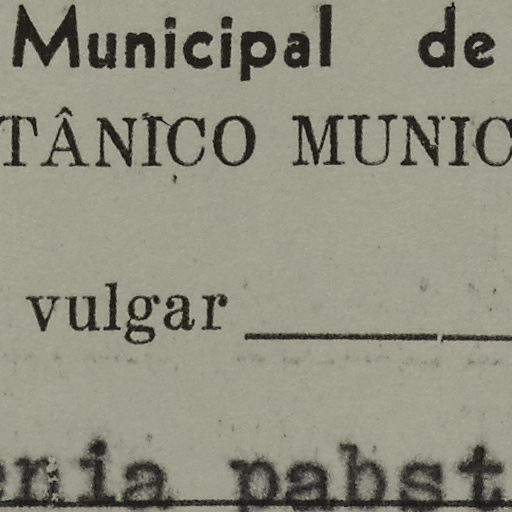 Municipal de
TÂNICO MUNIC
vulgar
enia pabst